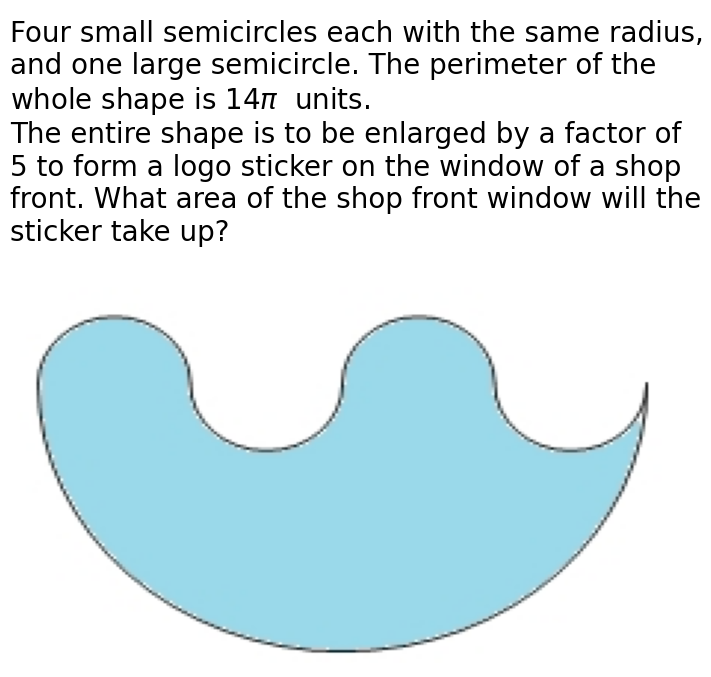 Four small semicircles each with the same radius,
and one large semicircle. The perimeter of the
whole shape is 14π units.
The entire shape is to be enlarged by a factor of
5 to form a logo sticker on the window of a shop
front. What area of the shop front window will the
sticker take up?